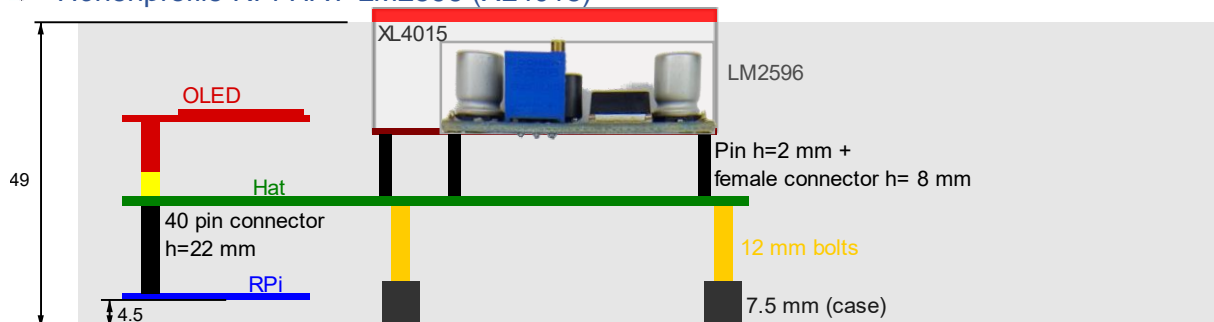 XL4015
LM2596
OLED
Pin h=2 mm +
female connector h= 8 mm
49
Hat
40 pin connector
h=22 mm
12 mm bolts
RPi
7.5 mm (case)
4.5